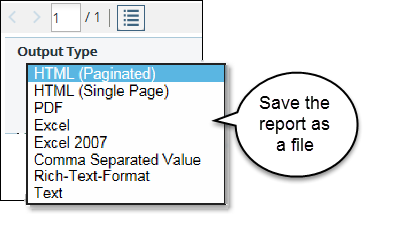 1 / 1
Output Type
HTML (Paginated)
HTML (Single Page)
PDF
Excel
Excel 2007
Comma Separated Value
Rich-Text-Format
Text
Save the
report as
a file